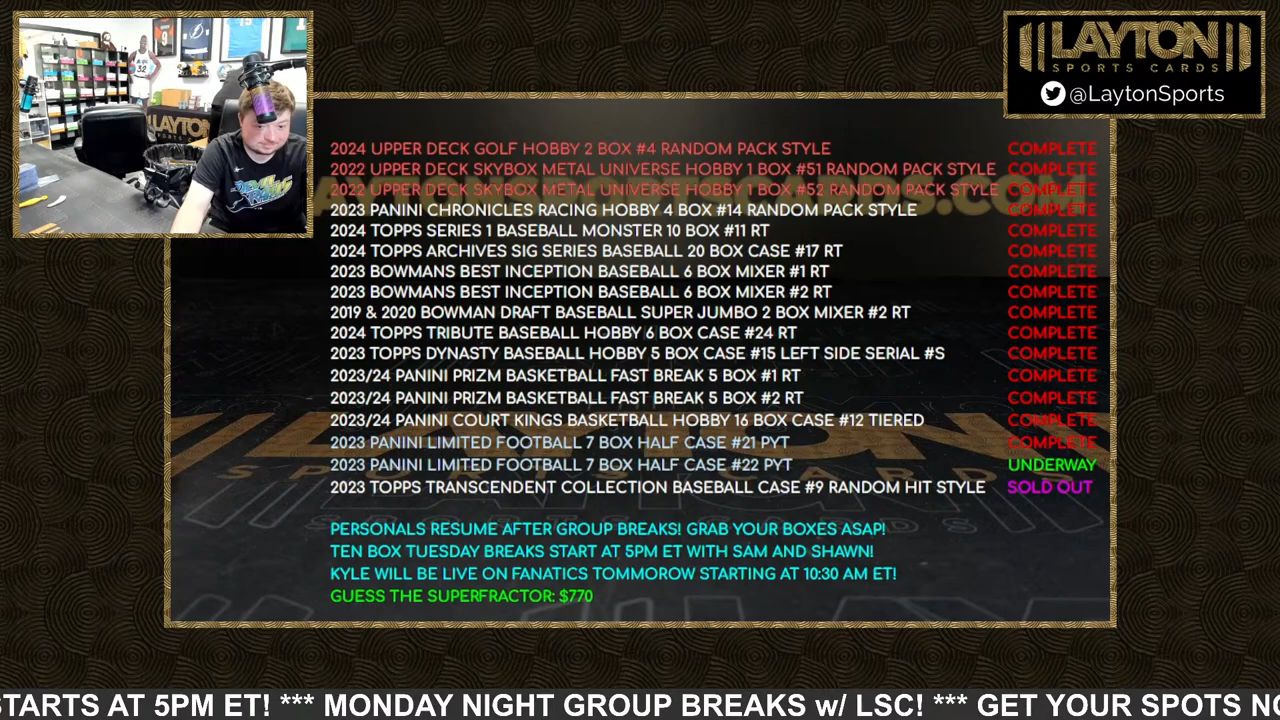 LAYTON
SPORTS CARDS
@LaytonSports
32
LAYTON
2024 UPPER DECK GOLF HOBBY 2 BOX #4 RANDOM PACK STYLE COMPLETE
2022 UPPER DECK SKYBOX METAL UNIVERSE HOBBY 1 BOX #51 RANDOM PACK STYLE COMPLETE
2022 UPPER DECK SKYBOX METAL UNIVERSE HOBBY 1 BOX #52 RANDOM PACK STYLE COMPLETE
2023 PANINI CHRONICLES RACING HOBBY 4 BOX #14 RANDOM PACK STYLE COMPLETE
2024 TOPPS SERIES 1 BASEBALL MONSTER 10 BOX #11 RT COMPLETE
2024 TOPPS ARCHIVES SIG SERIES BASEBALL 20 BOX CASE #17 RT COMPLETE
2023 BOWMANS BEST INCEPTION BASEBALL 6 BOX MIXER #1 RT COMPLETE
2023 BOWMANS BEST INCEPTION BASEBALL 6 BOX MIXER #2 RT COMPLETE
2019 & 2020 BOWMAN DRAFT BASEBALL SUPER JUMBO 2 BOX MIXER #2 RT COMPLETE
2024 TOPPS TRIBUTE BASEBALL HOBBY 6 BOX CASE #24 RT COMPLETE
2023 TOPPS DYNASTY BASEBALL HOBBY 5 BOX CASE #15 LEFT SIDE SERIAL #S COMPLETE
2023/24 PANINI PRIZM BASKETBALL FAST BREAK 5 BOX #1 RT COMPLETE
2023/24 PANINI PRIZM BASKETBALL FAST BREAK 5 BOX #2 RT COMPLETE
2023/24 PANINI COURT KINGS BASKETBALL HOBBY 16 BOX CASE #12 TIERED COMPLETE
2023 PANINI LIMITED FOOTBALL 7 BOX HALF CASE #21 PYT COMPLETE
2023 PANINI LIMITED FOOTBALL 7 BOX HALF CASE #22 PYT UNDERWAY
2023 TOPPS TRANSCENDENT COLLECTION BASEBALL CASE #9 RANDOM HIT STYLE SOLD OUT
PERSONALS RESUME AFTER GROUP BREAKS! GRAB YOUR BOXES ASAP!
TEN BOX TUESDAY BREAKS START AT 5PM ET WITH SAM AND SHAWN!
KYLE WILL BE LIVE ON FANATICS TOMMOROW STARTING AT 10:30 AM ET!
GUESS THE SUPERFRACTOR: $770
STARTS AT 5PM ET! *** MONDAY NIGHT GROUP BREAKS w/ LSC! *** GET YOUR SPOTS